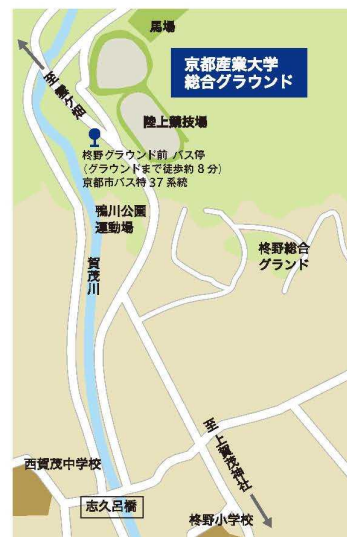 馬場
京都産業大学
総合グラウンド
至雲ヶ畑
陸上競技場
柊野グラウンド前 バス停
(グラウンドまで徒歩約8分)
京都市バス特37系統
鴨川公園
運動場
賀茂川
柊野総合
グランド
至上賀茂神社
西賀茂中学校
志久呂橋
柊野小学校